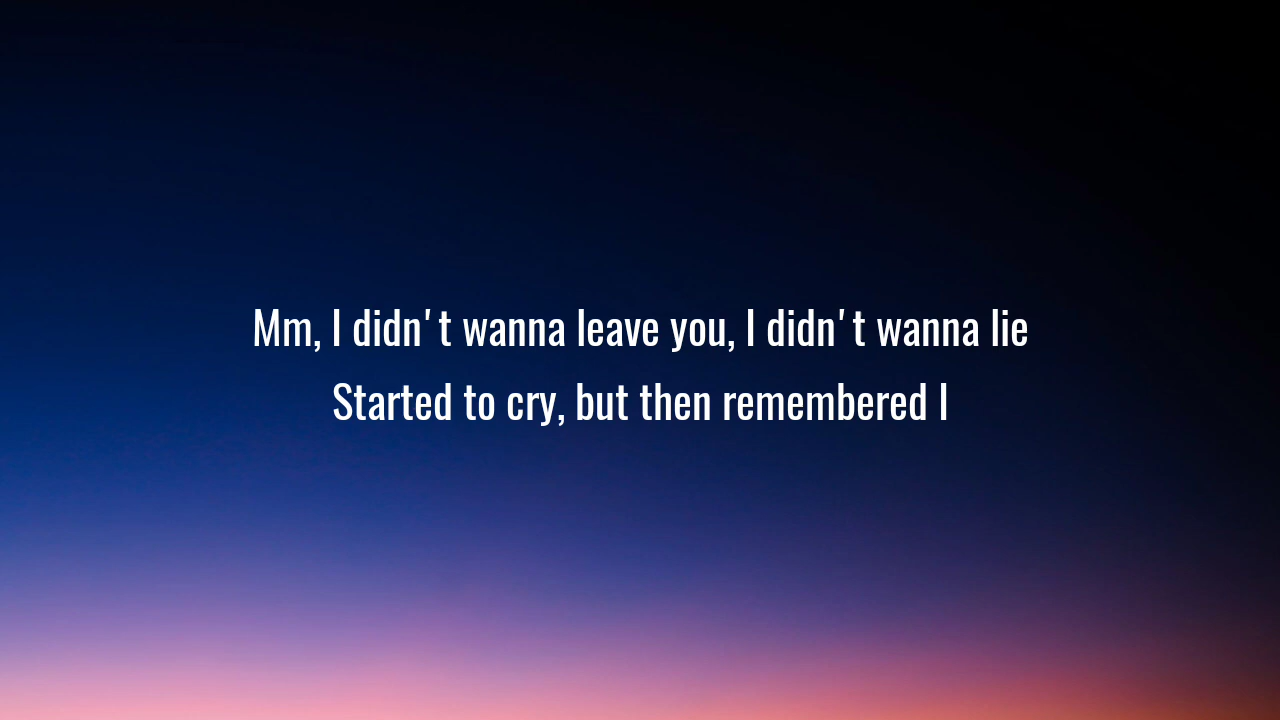 Mm, I didn't wanna leave you, I didn't wanna lie
Started to cry, but then remembered I